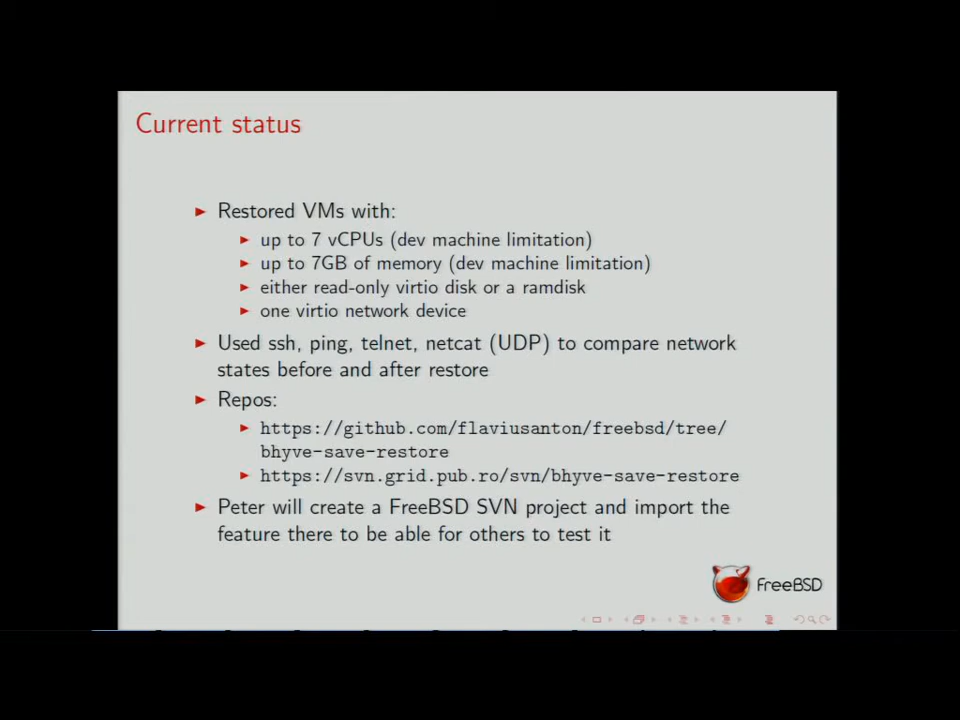 Current status
Restored VMs with:
up to 7 vCPUs (dev machine limitation)
up to 7GB of memory (dev machine limitation)
either read-only virtio disk or a ramdisk
one virtio network device
Used ssh, ping, telnet, netcat (UDP) to compare network
states before and after restore
Repos:
https://github.com/flaviusanton/freebsd/tree/
bhyve-save-restore
https://svn.grid.pub.ro/svn/bhyve-save-restore
Peter will create a FreeBSD SVN project and import the
feature there to be able for others to test it
FreeBSD